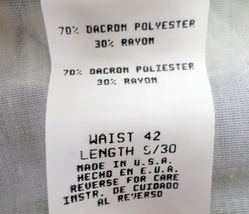 70% DACRON POLYESTER
30% RAYON
70% DACRON POLIESTER
30% RAYON
WAIST 42
LENGTH S/30
MADE IN U.S.A.
HECHO EN E.U.A.
REVERSE FOR CARE
INSTR. DE CUIDADO
AL REVERSO